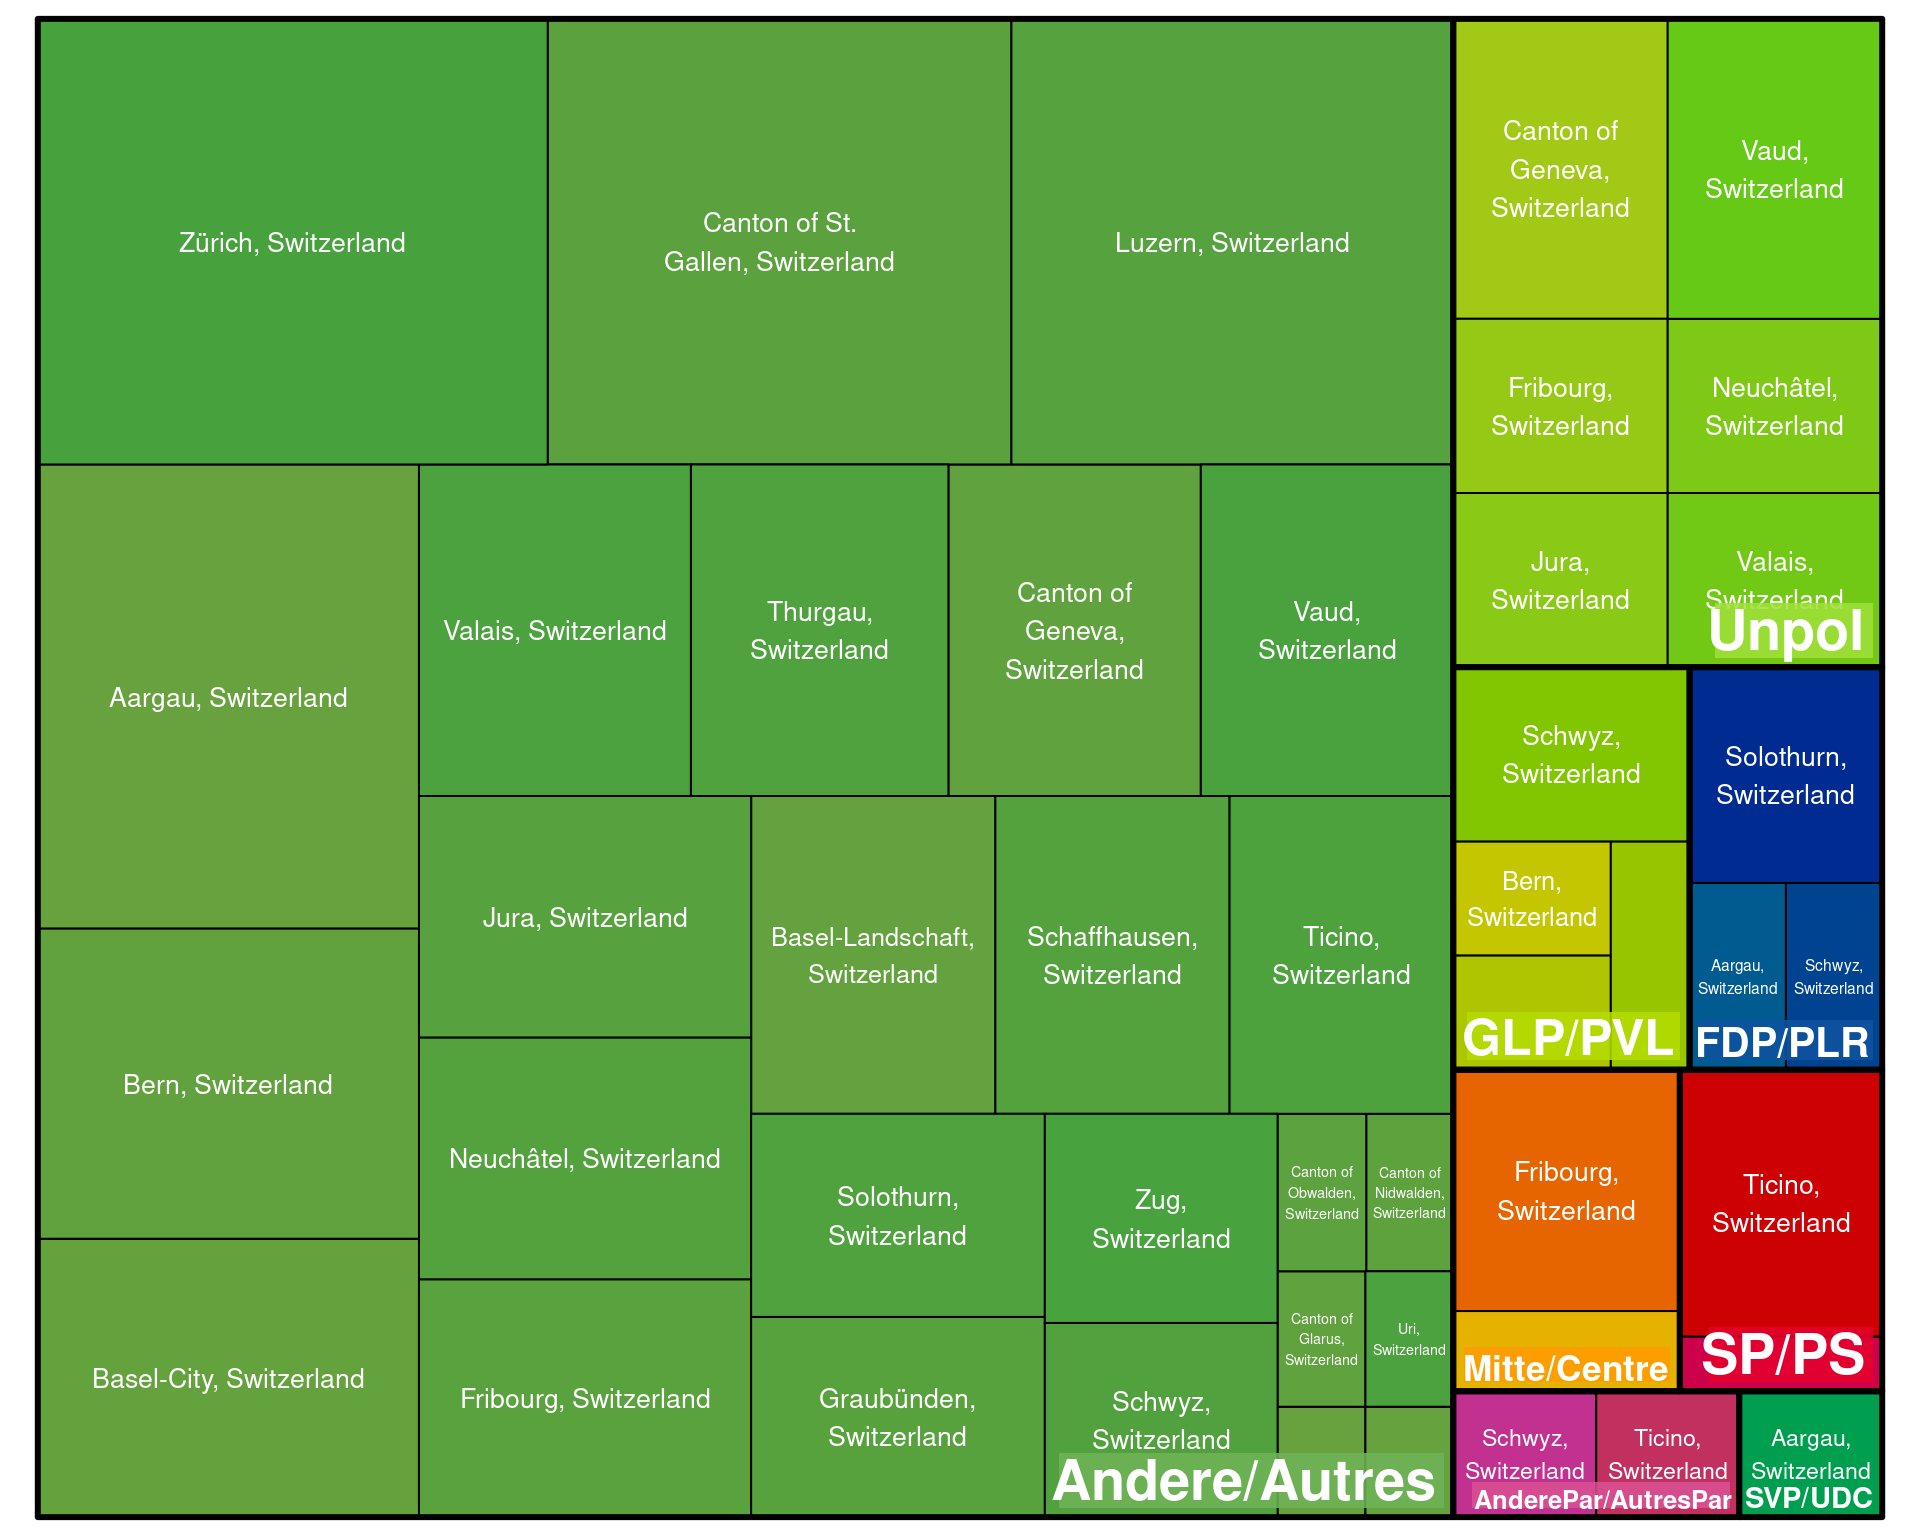 Zürich, Switzerland
Canton of St.
Gallen, Switzerland
Luzern, Switzerland
Aargau, Switzerland
Valais, Switzerland
Thurgau,
Switzerland
Canton of
Geneva,
Switzerland
Vaud,
Switzerland
Bern, Switzerland
Basel-City, Switzerland
Jura, Switzerland
Neuchâtel, Switzerland
Fribourg, Switzerland
Basel-Landschaft,
Switzerland
Schaffhausen,
Switzerland
Ticino,
Switzerland
Solothurn,
Switzerland
Graubünden,
Switzerland
Zug,
Switzerland
Schwyz,
Switzerland
Canton of
Obwalden,
Switzerland
Canton of
Nidwalden,
Switzerland
Canton of
Glarus,
Switzerland
Uri,
Switzerland
Andere/Autres
Canton of
Geneva,
Switzerland
Vaud,
Switzerland
Fribourg,
Switzerland
Neuchâtel,
Switzerland
Jura,
Switzerland
Valais,
Switzerland
Unpol
Schwyz,
Switzerland
Bern,
Switzerland
GLP/PVL
Solothurn,
Switzerland
Aargau,
Switzerland
Schwyz,
Switzerland
FDP/PLR
Fribourg,
Switzerland
Mitte/Centre
Ticino,
Switzerland
SP/PS
Schwyz,
Switzerland
Ticino,
Switzerland
AnderePar/AutresPar
Aargau,
Switzerland
SVP/UDC